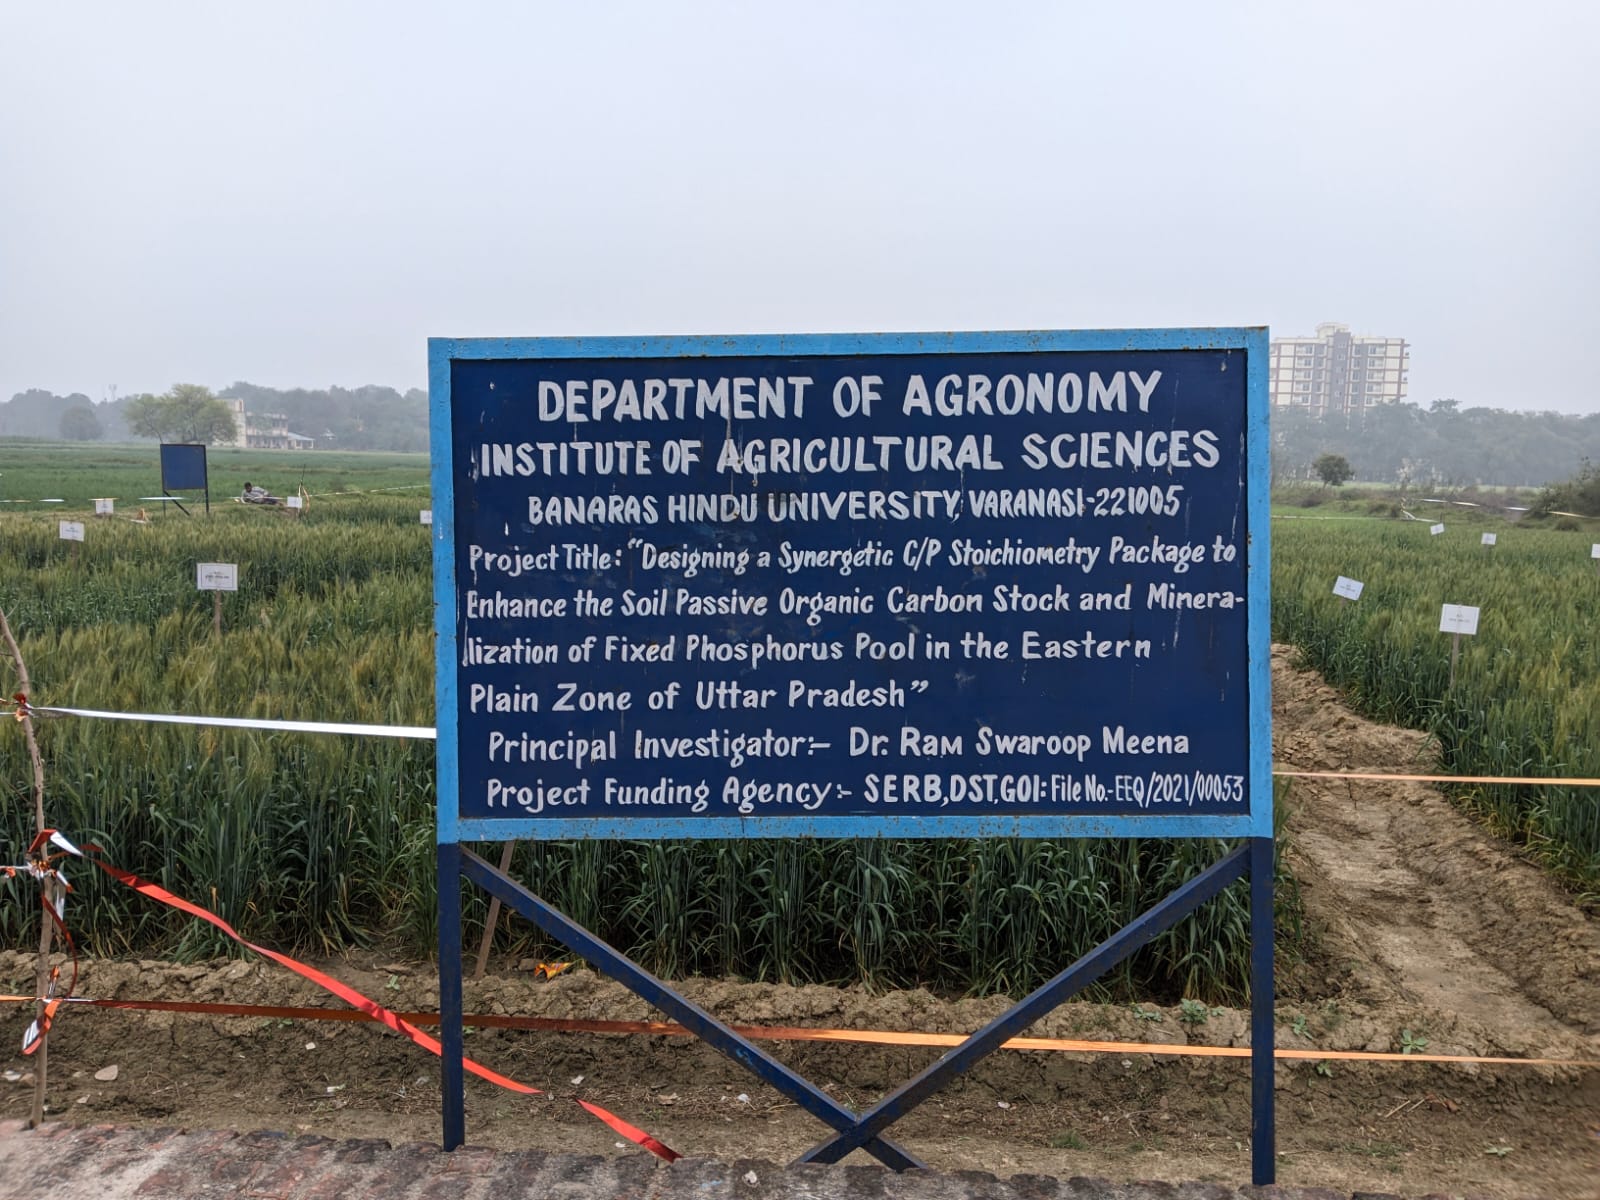 DEPARTMENT OF AGRONOMY
INSTITUTE OF AGRICULTURAL SCIENCES
BANARAS HINDU UNIVERSITY, VARANASI-221005
Project Title: "Designing a Synergetic C/P Stoichiometry Package to
Enhance the Soil Passive Organic Carbon Stock and Minera-
lization of Fixed Phosphorus Pool in the Eastern
Plain Zone of Uttar Pradesh"
Principal Investigator:- Dr. Ram Swaroop Meena
Project Funding Agency:- SERB,DST,GOI: File No.-EEQ/2021/00053